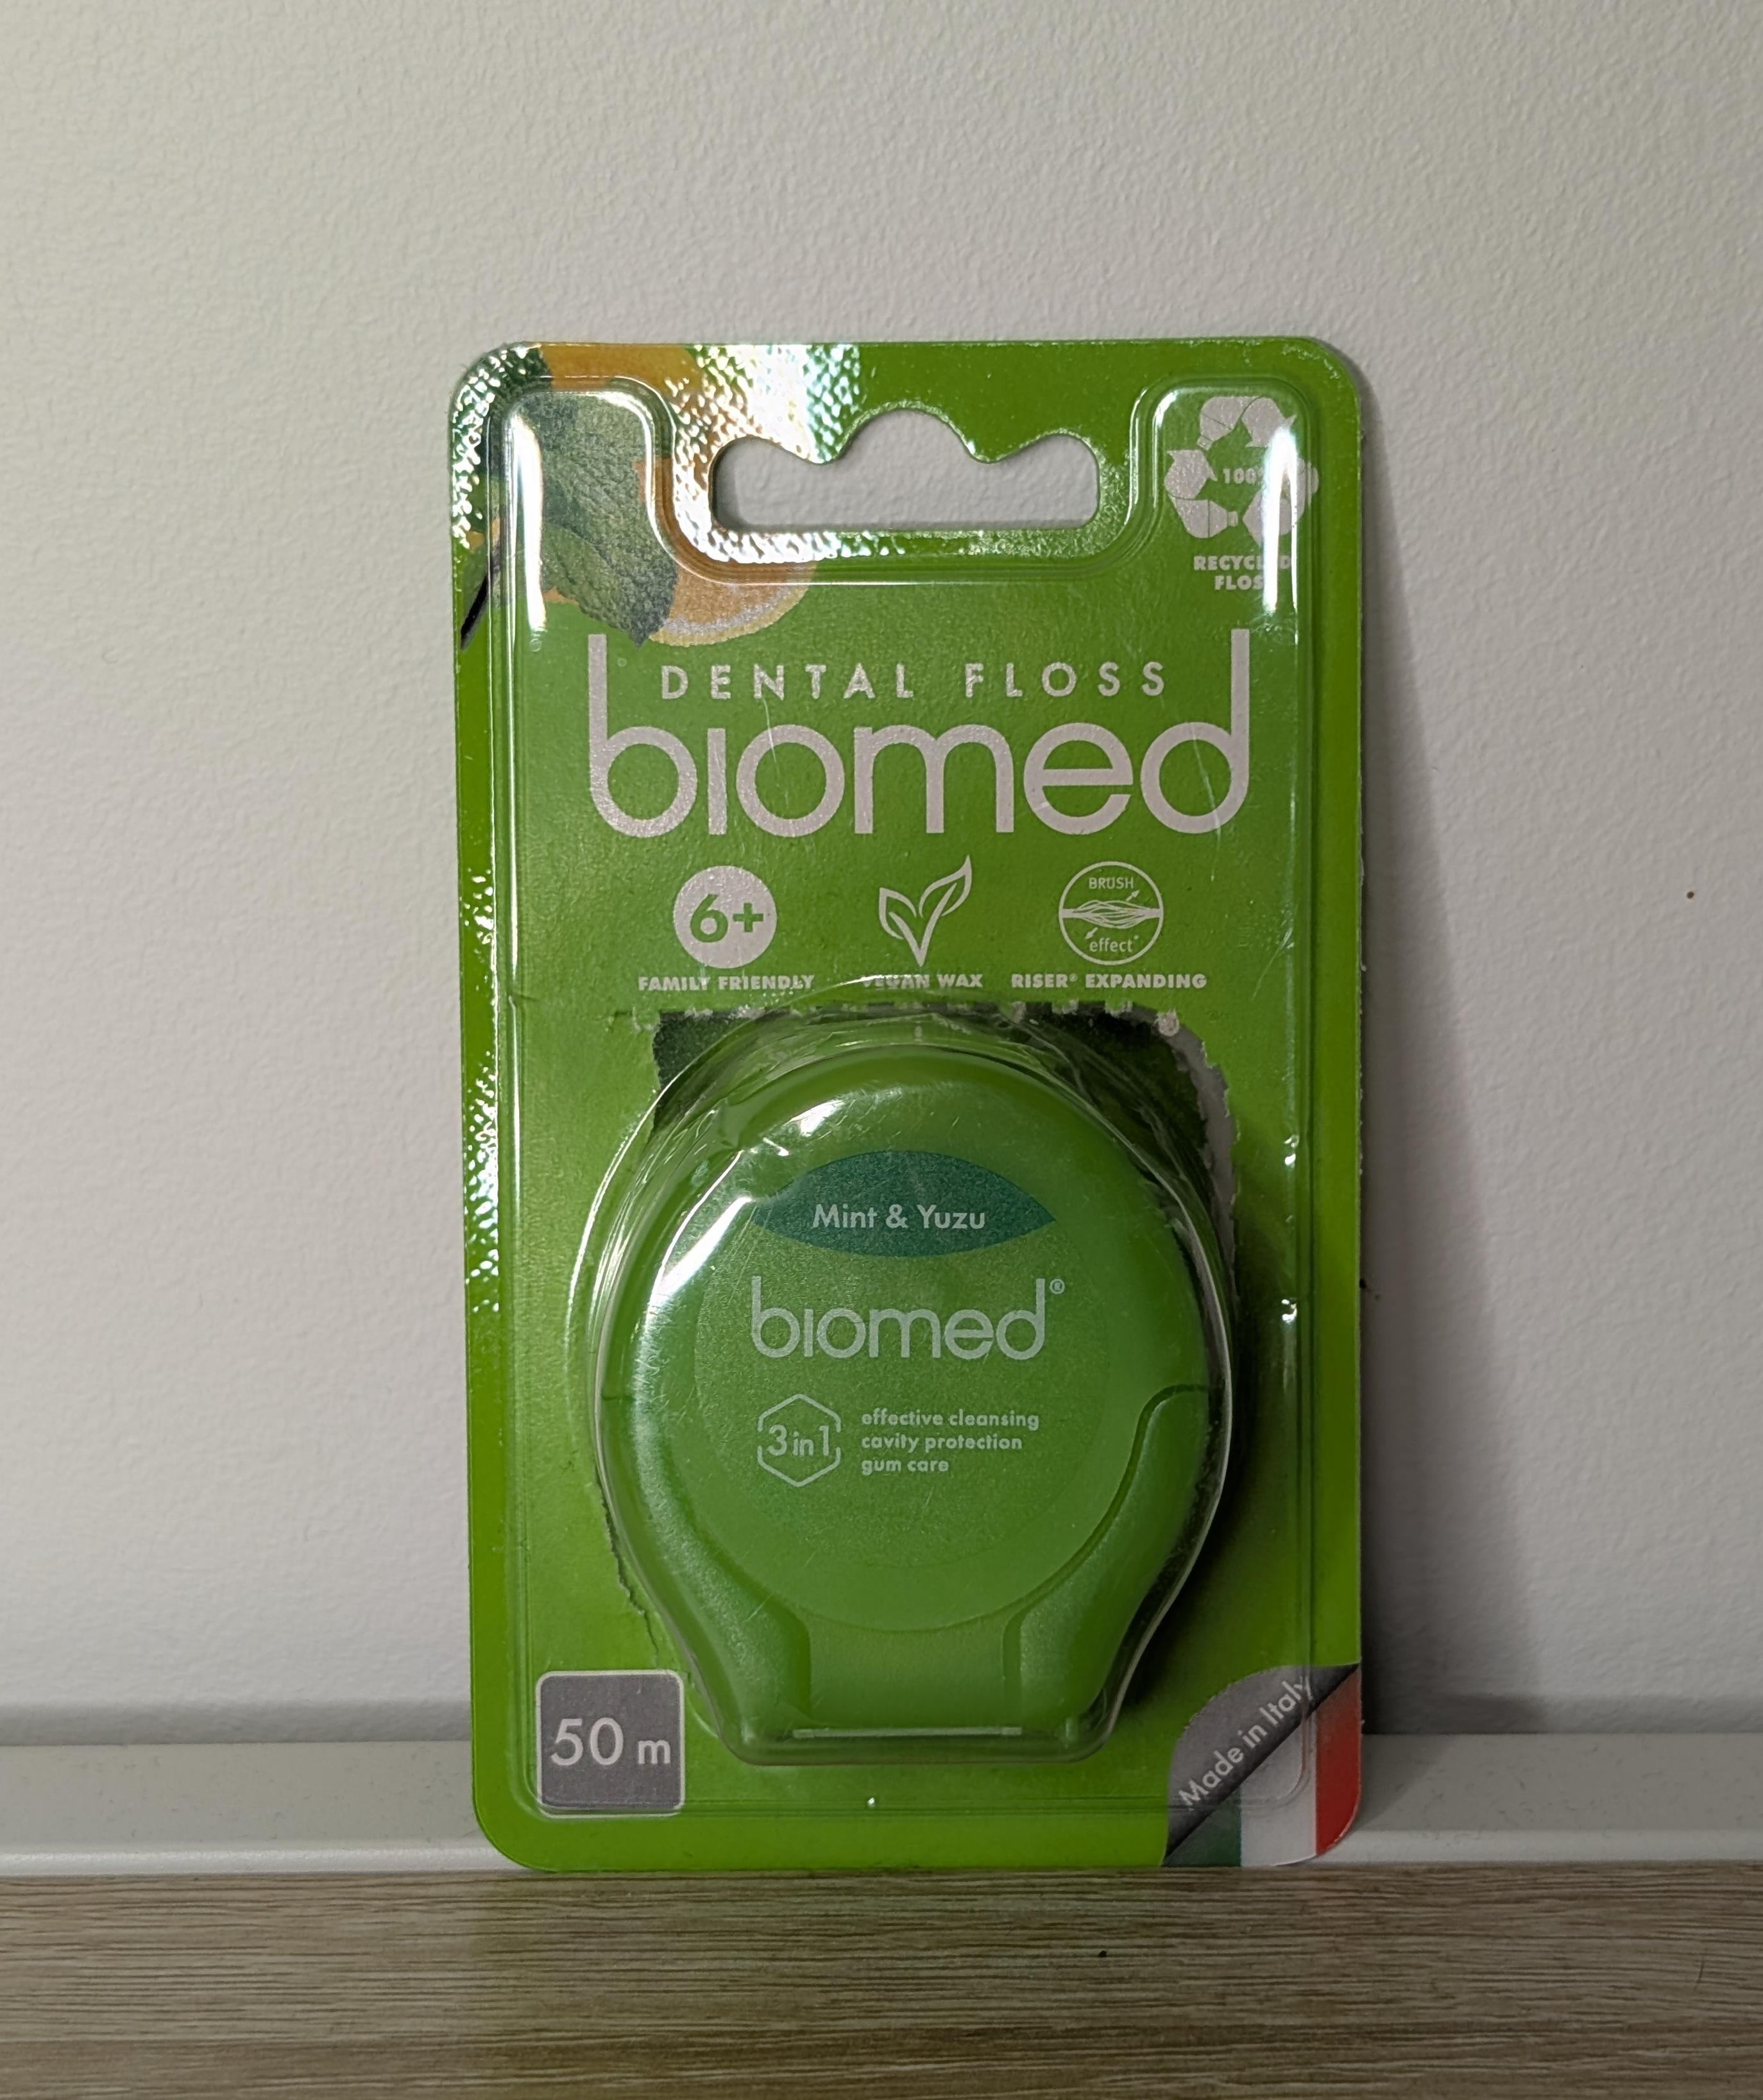 100%
RECYCLED
FLOSS
DENTAL FLOSS
biomed
6+
FAMILY FRIENDLY
VEGAN WAX
BRUSH
effect*
RISER® EXPANDING
Mint & Yuzu
biomed®
3in1
effective cleansing
cavity protection
gum care
50 m
Made in Italy